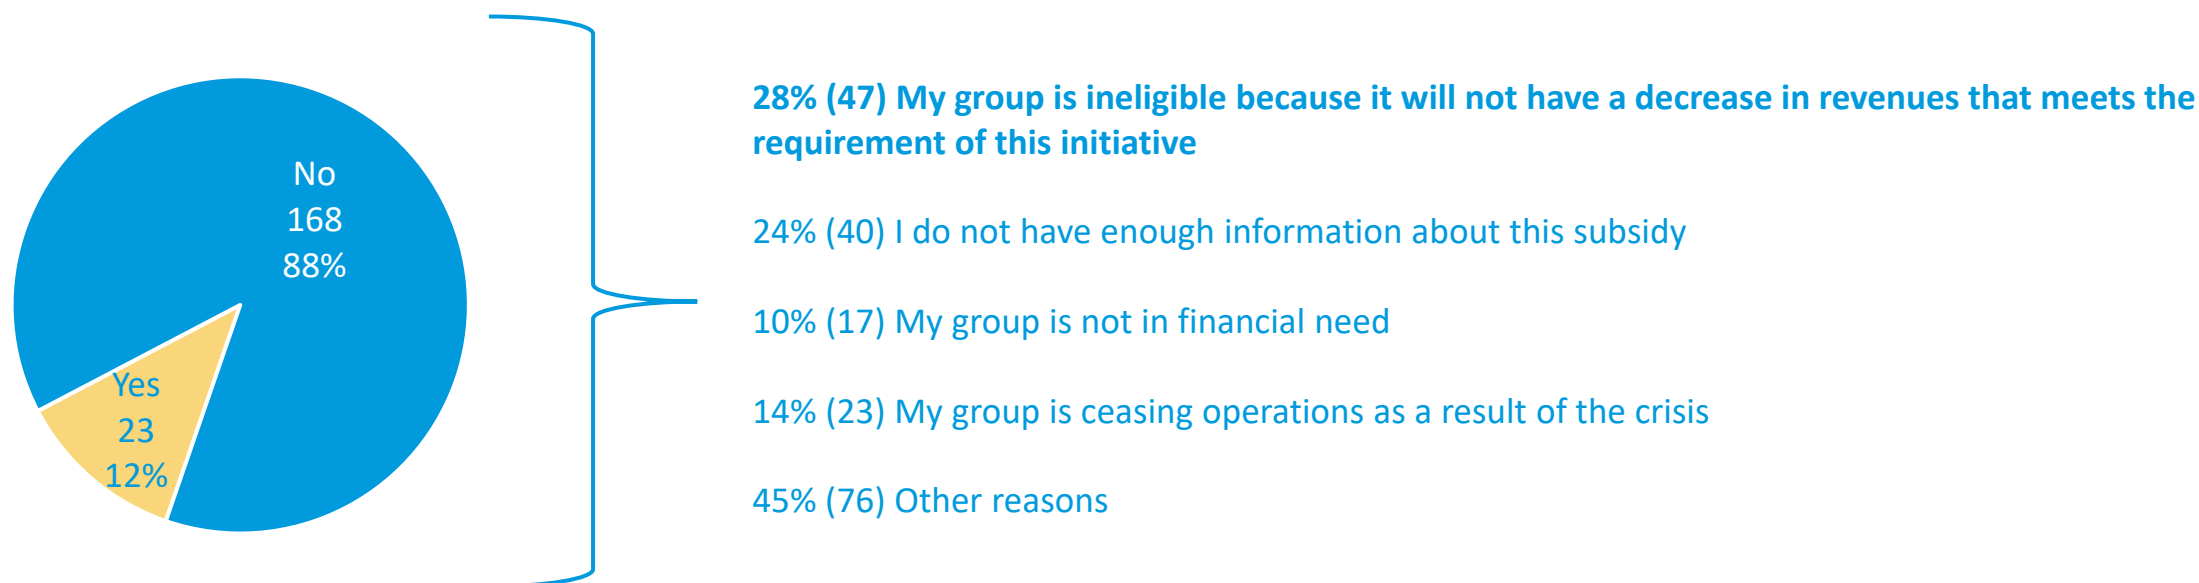 No
168
88%
Yes
23
12%
28% (47) My group is ineligible because it will not have a decrease in revenues that meets the
requirement of this initiative
24% (40) I do not have enough information about this subsidy
10% (17) My group is not in financial need
14% (23) My group is ceasing operations as a result of the crisis
45% (76) Other reasons